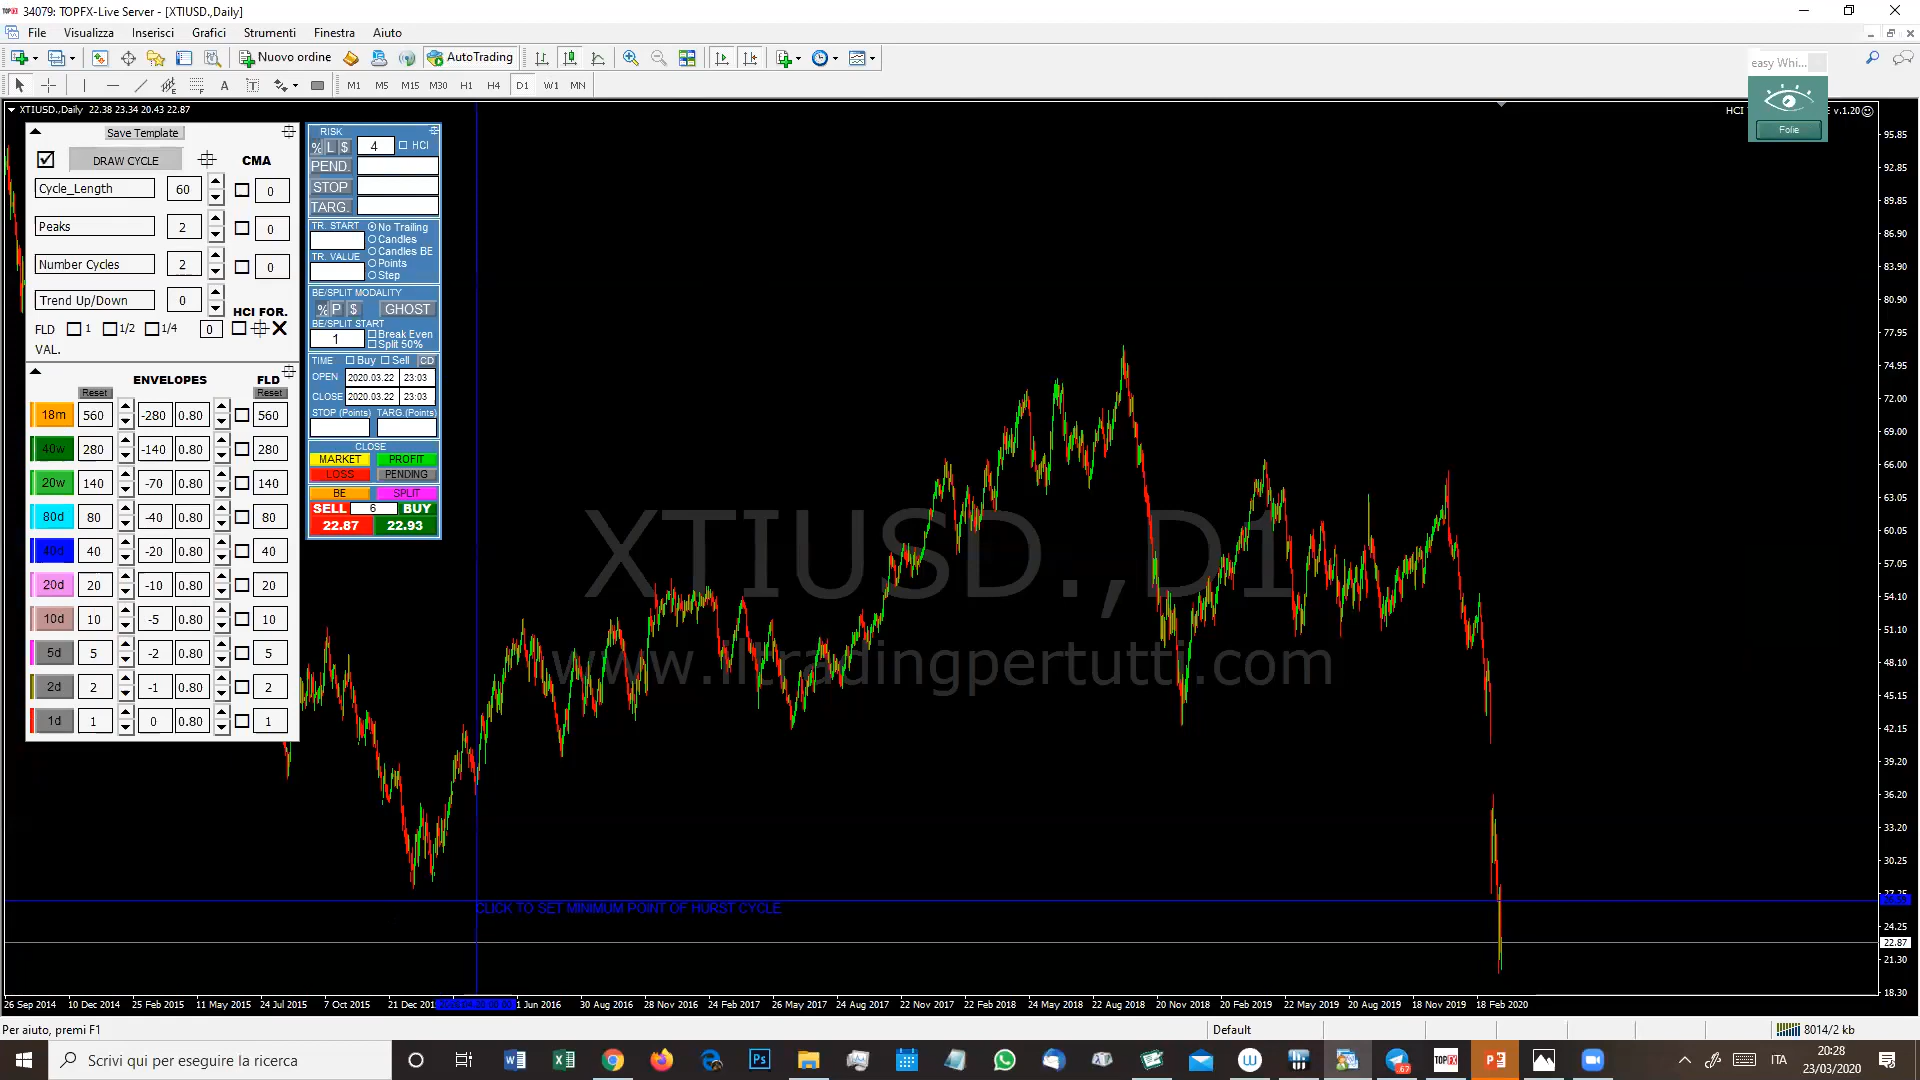 34079: TOPFX-Live Server - [XTIUSD.,Daily]
File Visualizza Inserisci Grafici Strumenti Finestra Aiuto
Nuovo ordine AutoTrading
M1 M5 M15 M30 H1 H4 D1 W1 MN
easy Whi...
Folie
XTIUSD.,Daily 22.38 23.34 20.43 22.87
HCI
v.1.20
Save Template
DRAW CYCLE CMA
Cycle_Length 60 0
Peaks 2 0
Number Cycles 2 0
Trend Up/Down 0
HCI FOR.
FLD 1 1/2 1/4 0
VAL.
ENVELOPES FLD
Reset Reset
18m 560 -280 0.80 560
40w 280 -140 0.80 280
20w 140 -70 0.80 140
80d 80 -40 0.80 80
40d 40 -20 0.80 40
20d 20 -10 0.80 20
10d 10 -5 0.80 10
5d 5 -2 0.80 5
2d 2 -1 0.80 2
1d 1 0 0.80 1
RISK
% L $ 4 HCI
PEND.
STOP
TARG.
TR. START No Trailing
Candles
TR. VALUE Candles BE
Points
Step
BE/SPLIT MODALITY
% P $ GHOST
BE/SPLIT START
1 Break Even
Split 50%
TIME Buy Sell CD
OPEN 2020.03.22 23:03
CLOSE 2020.03.22 23:03
STOP (Points) TARG.(Points)
CLOSE
MARKET PROFIT
LOSS PENDING
BE SPLIT
SELL 6 BUY
22.87 22.93
XTIUSD.,D1
www.iltradingpertutti.com
CLICK TO SET MINIMUM POINT OF HURST CYCLE
95.85
92.85
89.85
86.90
83.90
80.90
77.95
74.95
72.00
69.00
66.00
63.05
60.05
57.05
54.10
51.10
48.10
45.15
42.15
39.20
36.20
33.20
30.25
27.25
24.25
22.87
21.30
18.30
26 Sep 2014 10 Dec 2014 25 Feb 2015 11 May 2015 24 Jul 2015 7 Oct 2015 21 Dec 201 1 Jun 2016 30 Aug 2016 28 Nov 2016 24 Feb 2017 26 May 2017 24 Aug 2017 22 Nov 2017 22 Feb 2018 24 May 2018 22 Aug 2018 20 Nov 2018 20 Feb 2019 22 May 2019 20 Aug 2019 18 Nov 2019 18 Feb 2020
Per aiuto, premi F1 Default 8014/2 kb
Scrivi qui per eseguire la ricerca
ITA
20:28
23/03/2020